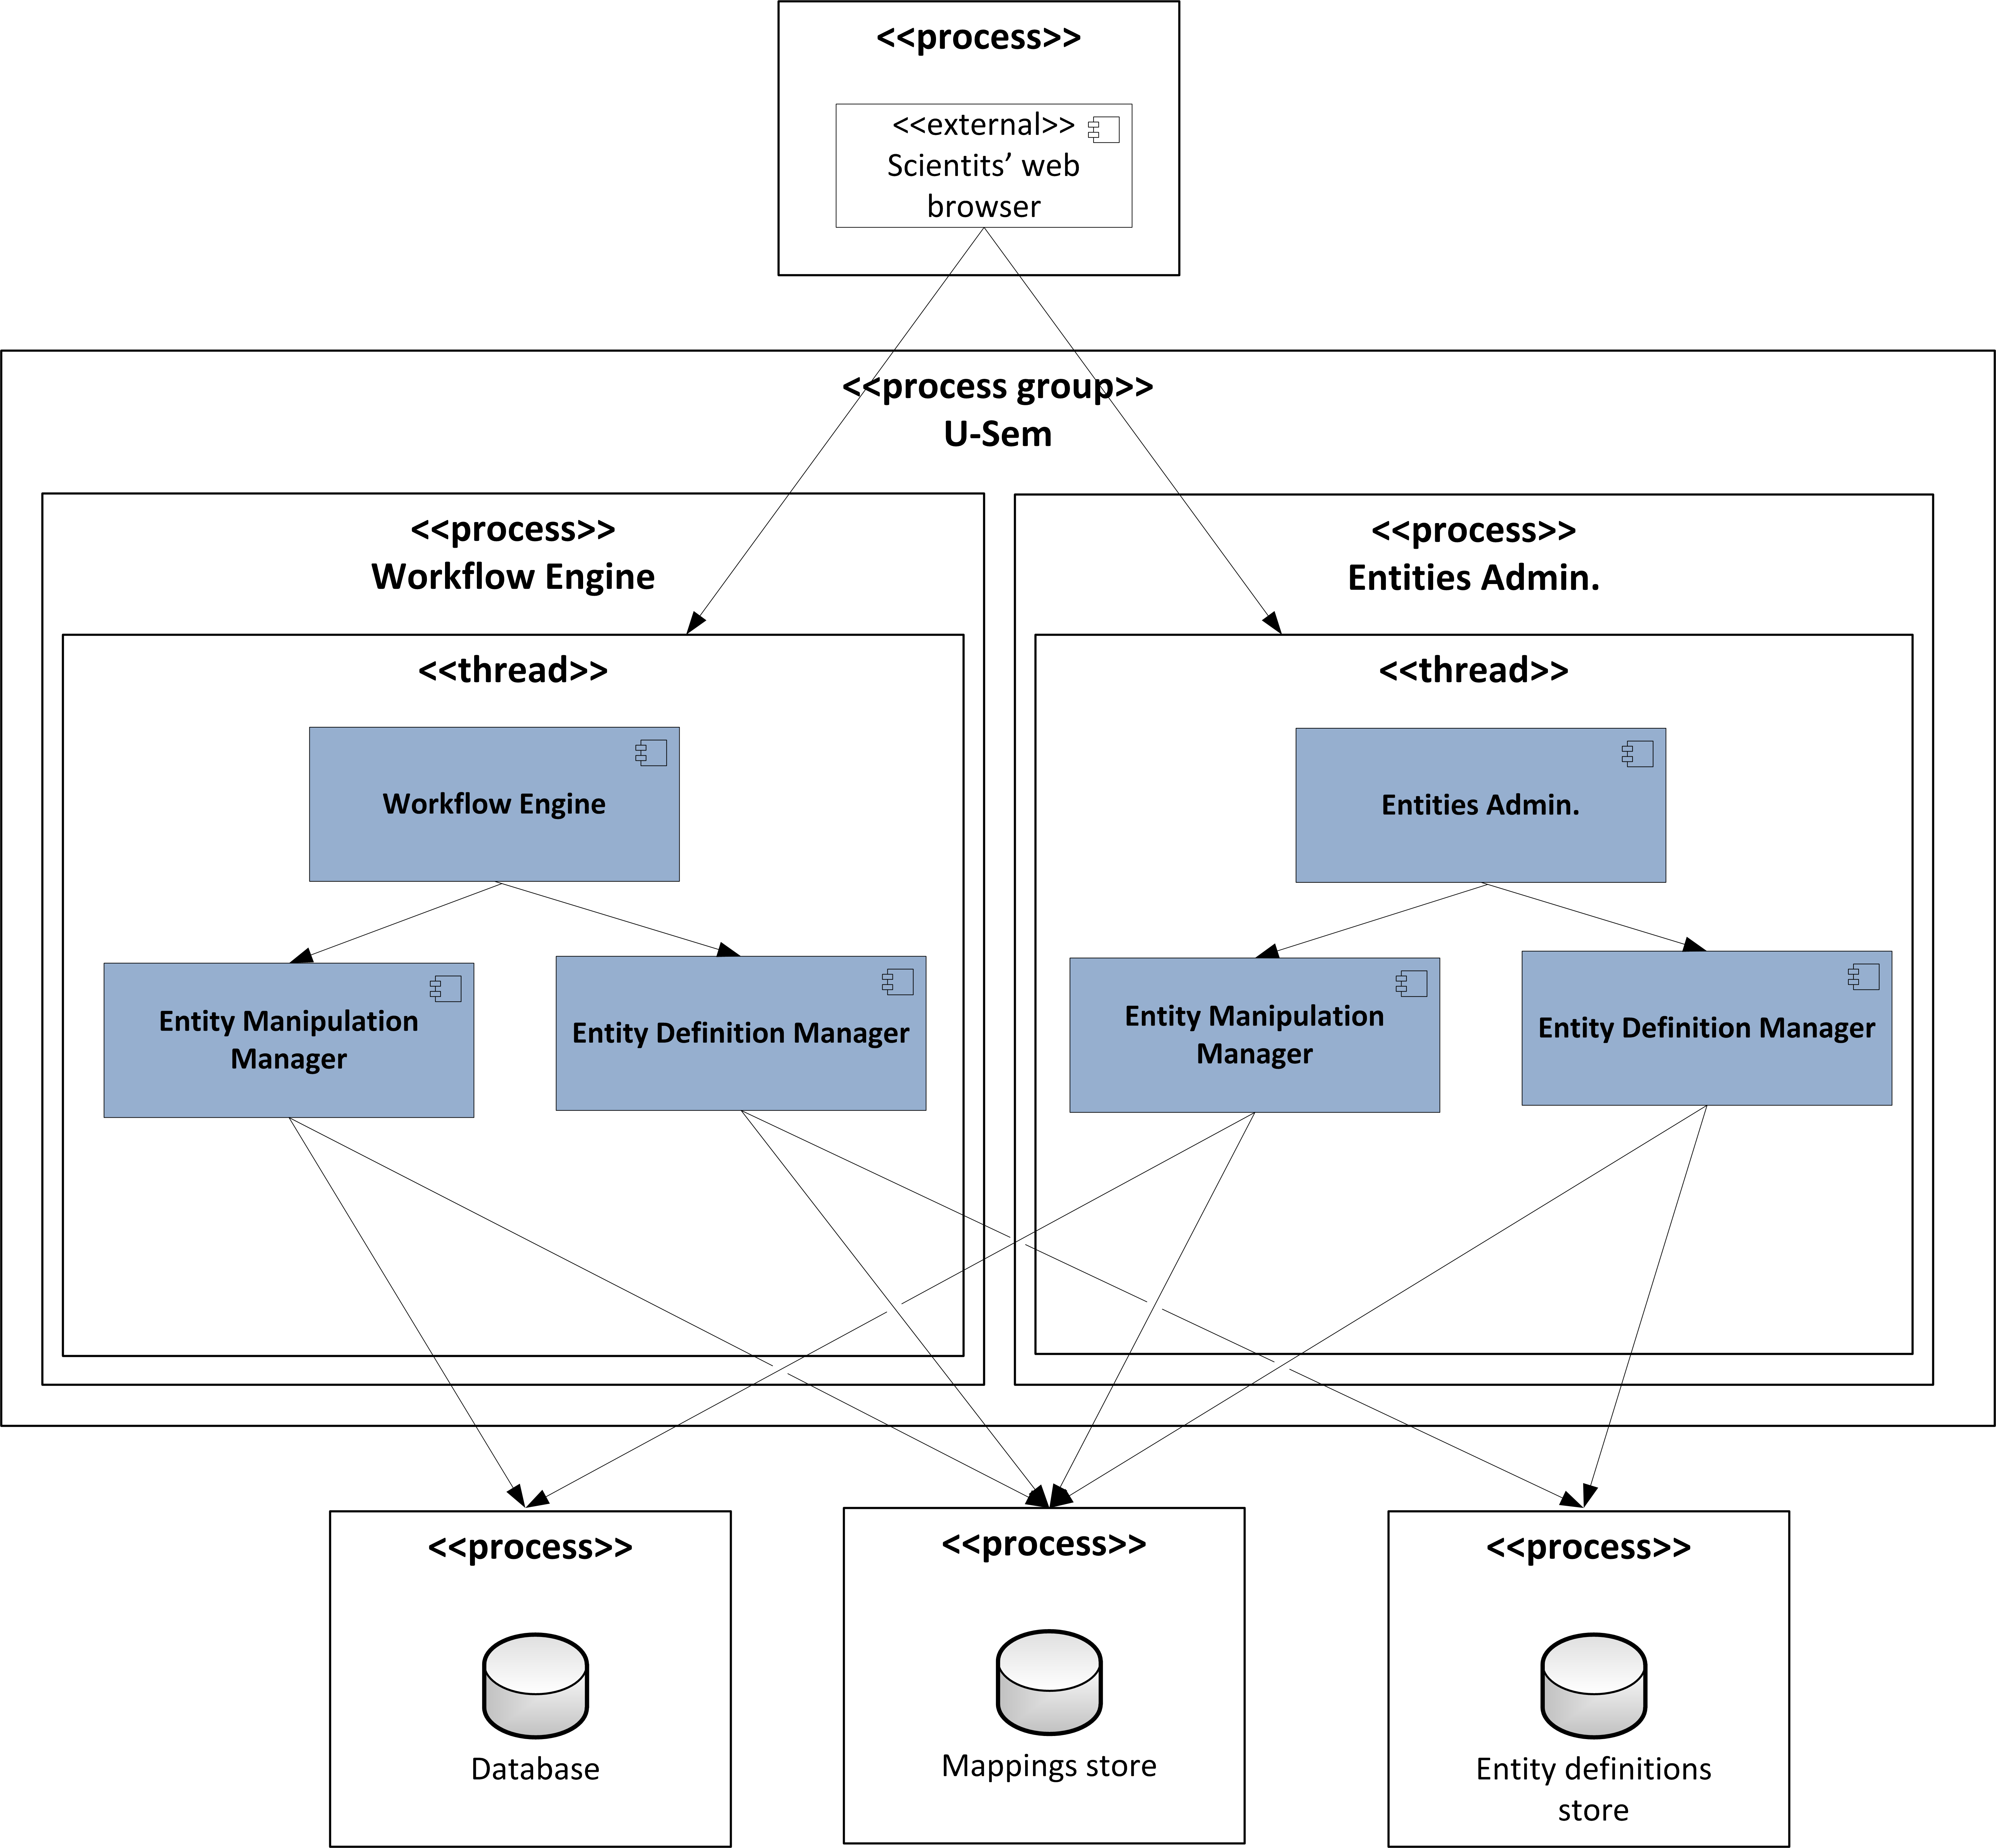 <<process>>
<<external>>
Scientits’ web
browser
<<process group>>
U-Sem
<<process>>
Workflow Engine
<<thread>>
Workflow Engine
Entity Manipulation
Manager
Entity Definition Manager
<<process>>
Entities Admin.
<<thread>>
Entities Admin.
Entity Manipulation
Manager
Entity Definition Manager
<<process>>
Database
<<process>>
Mappings store
<<process>>
Entity definitions
store